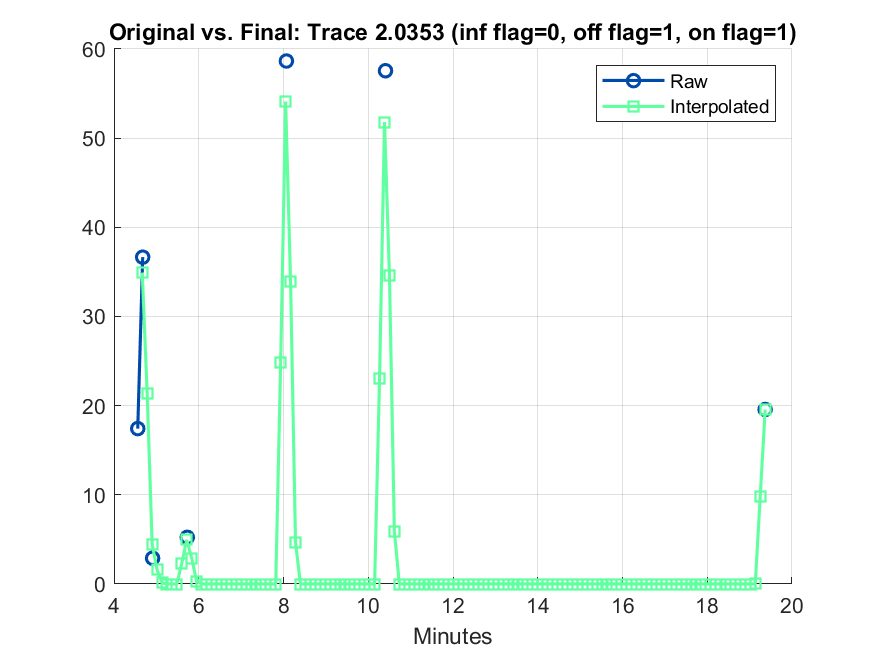 Original vs. Final: Trace 2.0353 (inf flag=0, off flag=1, on flag=1)
60
50
40
30
20
10
0
Raw
Interpolated
4 6 8 10 12 14 16 18 20
Minutes